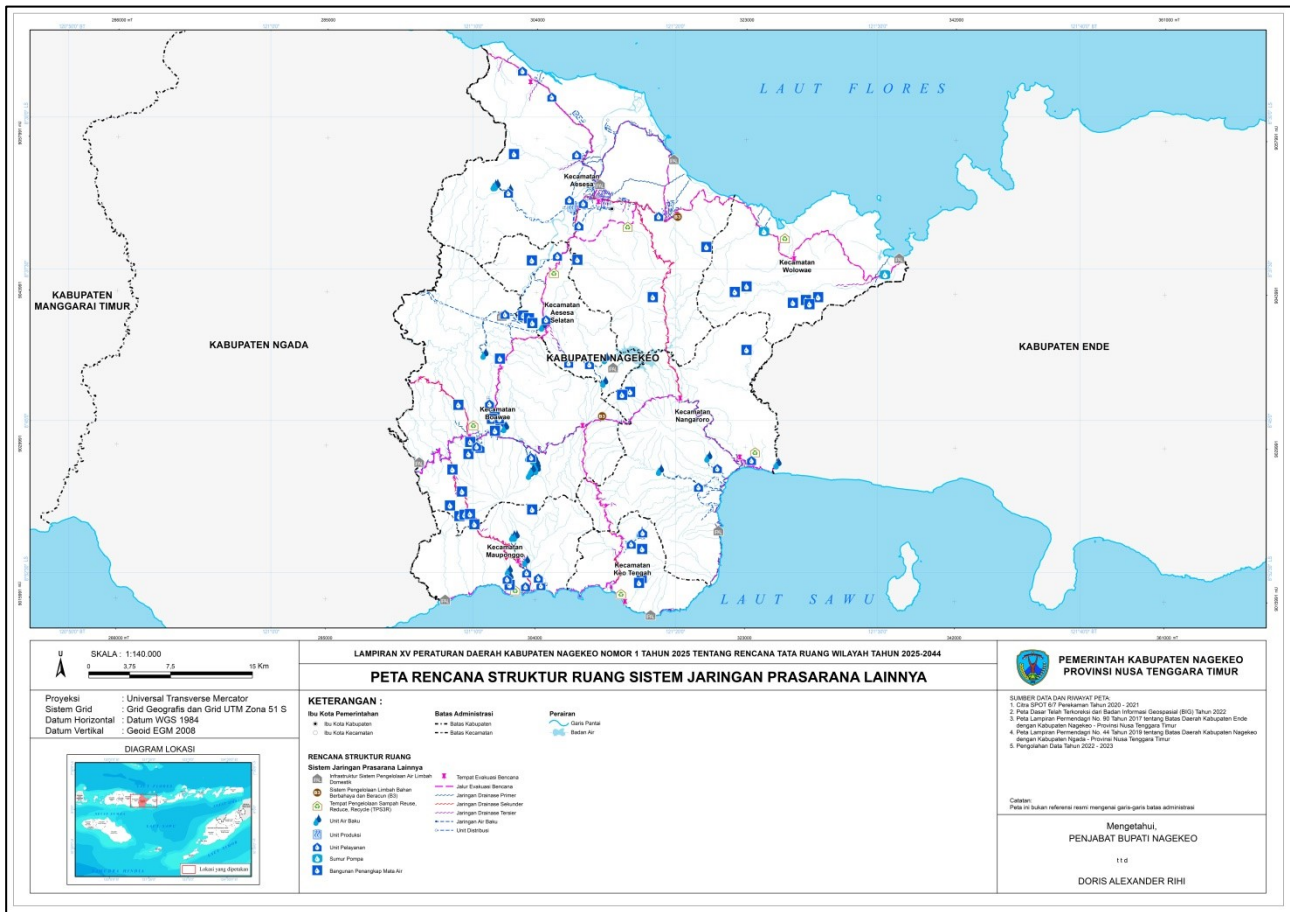 286000 mT
285000
304000
323000
342000
361000 mT
LAUT FLORES
Kecamatan
Aesesa
Kecamatan
Wolowae
KABUPATEN
MANGGARAI TIMUR
KABUPATEN NGADA
Kecamatan
Aesesa
Selatan
KABUPATEN NAGEKEO
KABUPATEN ENDE
Kecamatan
Boawae
Kecamatan
Nangaroro
Kecamatan
Mauponggo
Kecamatan
Keo Tengah
LAUT SAWU
285000
304000
323000
U
SKALA : 1:140.000
0 3,75 7,5 15 Km
Proyeksi : Universal Transverse Mercator
Sistem Grid : Grid Geografis dan Grid UTM Zona 51 S
Datum Horizontal : Datum WGS 1984
Datum Vertikal : Geoid EGM 2008
DIAGRAM LOKASI
Lokasi yang dipetakan
LAMPIRAN XV PERATURAN DAERAH KABUPATEN NAGEKEO NOMOR 1 TAHUN 2025 TENTANG RENCANA TATA RUANG WILAYAH TAHUN 2025-2044
PETA RENCANA STRUKTUR RUANG SISTEM JARINGAN PRASARANA LAINNYA
KETERANGAN :
Ibu Kota Pemerintahan
Ibu Kota Kabupaten
Ibu Kota Kecamatan
Batas Administrasi
Batas Kabupaten
Batas Kecamatan
Perairan
Garis Pantai
Badan Air
RENCANA STRUKTUR RUANG
Sistem Jaringan Prasarana Lainnya
Infrastruktur Sistem Pengelolaan Air Limbah
Domestik
Sistem Pengelolaan Limbah Bahan
Berbahaya dan Beracun (B3)
Tempat Pengelolaan Sampah Reuse,
Reduce, Recycle (TPS3R)
Unit Air Baku
Unit Produksi
Unit Pelayanan
Sumur Pompa
Bangunan Penangkap Mata Air
Tempat Evakuasi Bencana
Jalur Evakuasi Bencana
Jaringan Drainase Primer
Jaringan Drainase Sekunder
Jaringan Drainase Tersier
Jaringan Air Baku
Unit Distribusi
PEMERINTAH KABUPATEN NAGEKEO
PROVINSI NUSA TENGGARA TIMUR
SUMBER DATA DAN RIWAYAT PETA:
1. Citra SPOT 6/7 Perekaman Tahun 2020 - 2021
2. Peta Dasar Telah Terkoreksi dari Badan Informasi Geospasial (BIG) Tahun 2022
3. Peta Lampiran Permendagri No. 90 Tahun 2017 tentang Batas Daerah Kabupaten Ende
dengan Kabupaten Nagekeo - Provinsi Nusa Tenggara Timur
4. Peta Lampiran Permendagri No. 44 Tahun 2019 tentang Batas Daerah Kabupaten Nagekeo
dengan Kabupaten Ngada - Provinsi Nusa Tenggara Timur
5. Pengolahan Data Tahun 2022 - 2023
Catatan:
Peta ini bukan referensi resmi mengenai garis-garis batas administrasi
Mengetahui,
PENJABAT BUPATI NAGEKEO
ttd
DORIS ALEXANDER RIHI